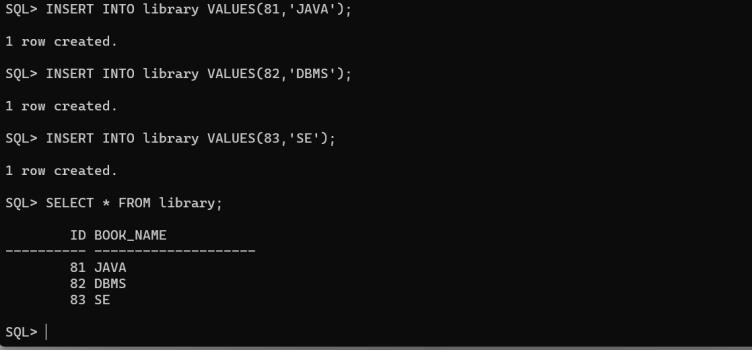 SQL> INSERT INTO library VALUES(81,'JAVA');
1 row created.
SQL> INSERT INTO library VALUES(82,'DBMS');
1 row created.
SQL> INSERT INTO library VALUES(83,'SE');
1 row created.
SQL> SELECT * FROM library;
        ID BOOK_NAME
---------- --------------------
        81 JAVA
        82 DBMS
        83 SE
SQL>